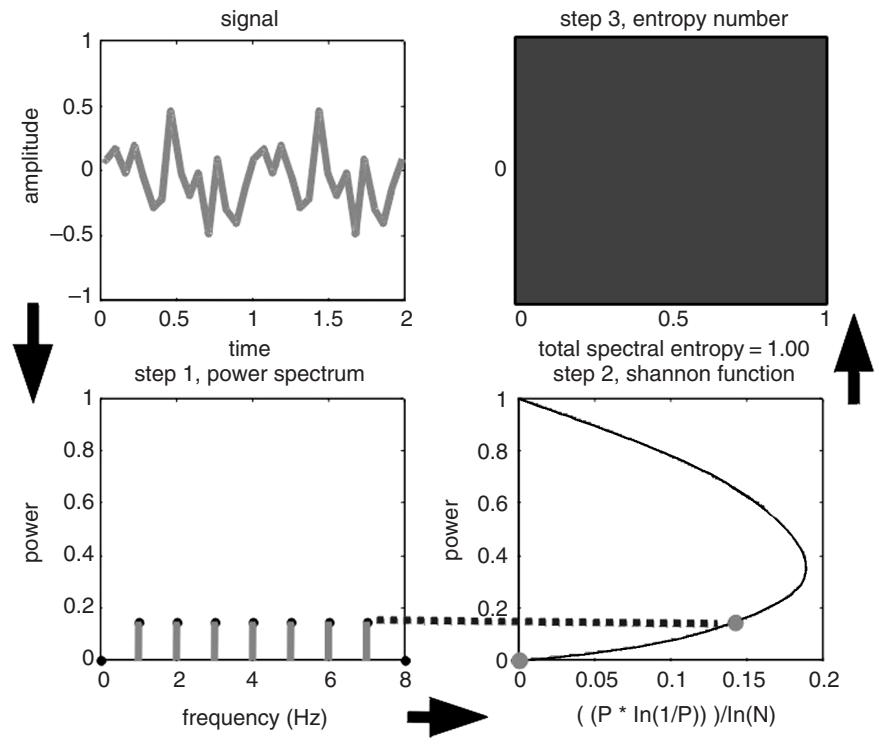 signal
1
0.5
0
−0.5
−1
amplitude
0 0.5 1 1.5 2
time
step 3, entropy number
0
0 0.5 1
total spectral entropy = 1.00
step 1, power spectrum
1
0.8
0.6
0.4
0.2
0
power
0 2 4 6 8
frequency (Hz)
step 2, shannon function
1
0.8
0.6
0.4
0.2
0
power
0 0.05 0.1 0.15 0.2
( (P * ln(1/P)) )/ln(N)